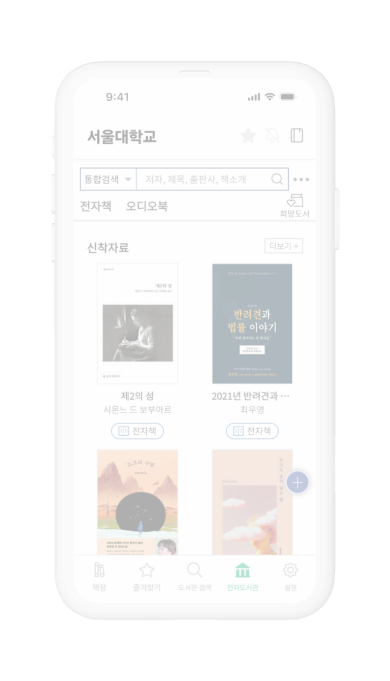 9:41
서울대학교
통합검색
저자, 제목, 출판사, 책소개
전자책 오디오북
희망도서
신착자료
더보기 +
제2의 성
반려견과
법률 이야기
제2의 성
시몬느 드 보부아르
전자책
2021년 반려견과 ...
최우영
전자책
책장
즐겨찾기
도서관 검색
전자도서관
설정